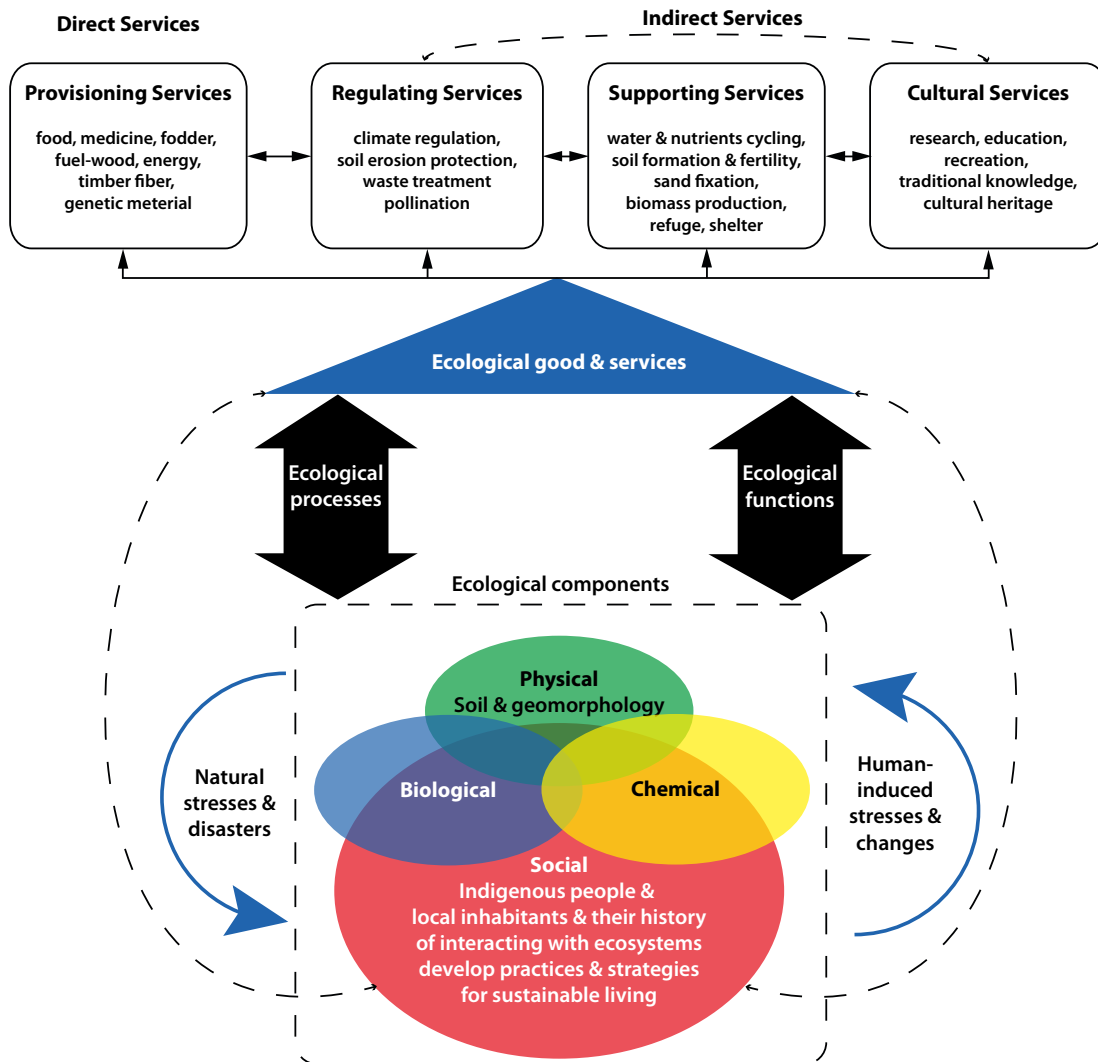 Direct Services
Indirect Services
Provisioning Services
food, medicine, fodder,
fuel-wood, energy,
timber fiber,
genetic meterial
Regulating Services
climate regulation,
soil erosion protection,
waste treatment
pollination
Supporting Services
water & nutrients cycling,
soil formation & fertility,
sand fixation,
biomass production,
refuge, shelter
Cultural Services
research, education,
recreation,
traditional knowledge,
cultural heritage
Ecological good & services
Ecological
processes
Ecological
functions
Ecological components
Physical
Soil & geomorphology
Biological
Chemical
Natural
stresses &
disasters
Human-
induced
stresses &
changes
Social
Indigenous people &
local inhabitants & their history
of interacting with ecosystems
develop practices & strategies
for sustainable living